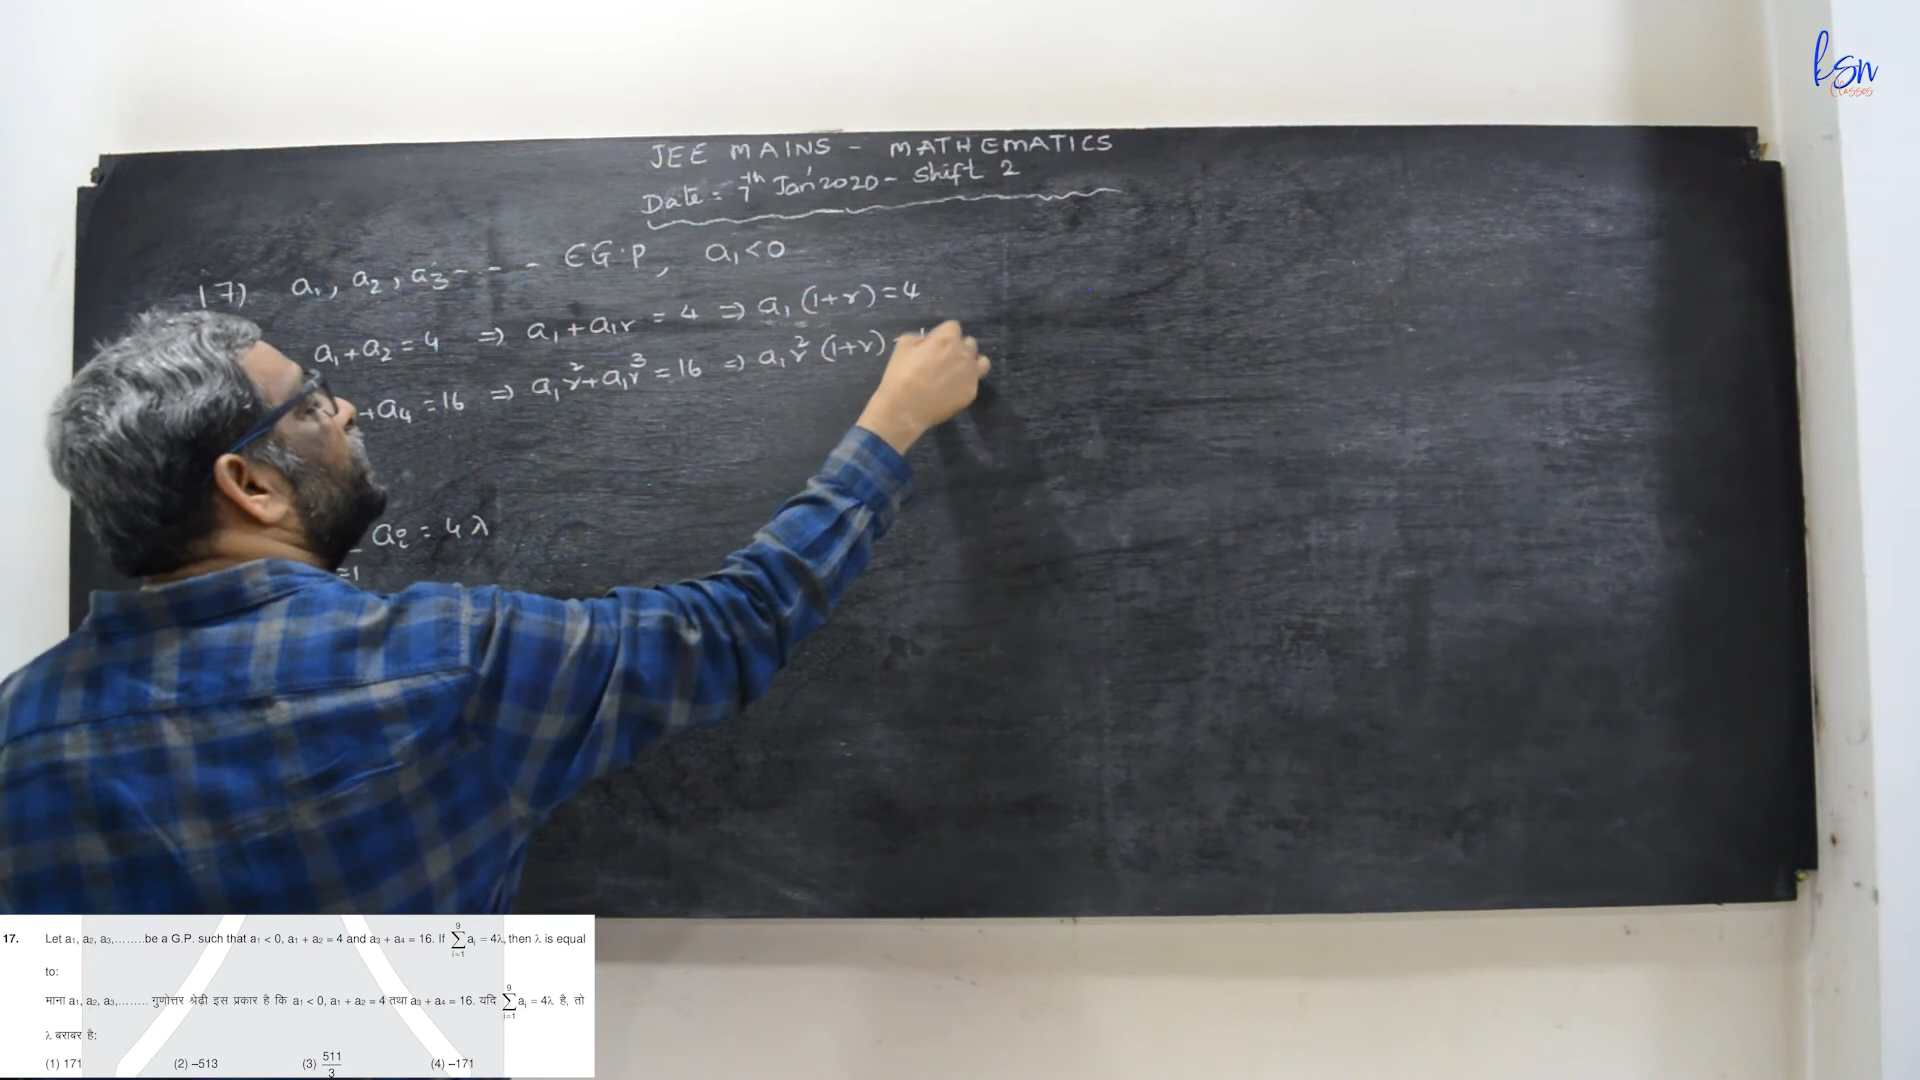 ksn
Classes
JEE MAINS - MATHEMATICS
Date = 7th Jan' 2020 - Shift 2
17) a₁, a₂, a₃ - - - ∈ G.P, a₁<0
a₁+a₂ = 4 ⇒ a₁+a₁r = 4 ⇒ a₁(1+r) = 4
+a₄ = 16 ⇒ a₁r²+a₁r³ = 16 ⇒ a₁r²(1+r)
aᵢ = 4λ
=1
17. Let a₁, a₂, a₃,........be a G.P. such that a₁ < 0, a₁ + a₂ = 4 and a₃ + a₄ = 16. If ∑ᵢ₌₁⁹ aᵢ = 4λ, then λ is equal
to:
माना a₁, a₂, a₃,........ गुणोत्तर श्रेढ़ी इस प्रकार है कि a₁ < 0, a₁ + a₂ = 4 तथा a₃ + a₄ = 16. यदि ∑ᵢ₌₁⁹ aᵢ = 4λ है, तो
λ बराबर है:
(1) 171 (2) –513 (3) 511/3 (4) –171